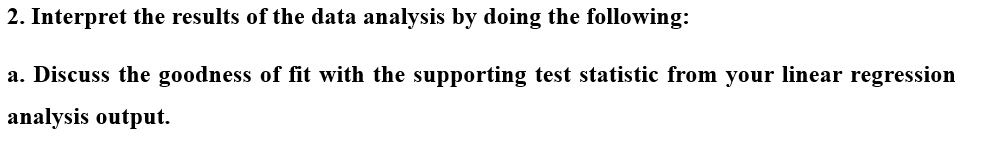 2. Interpret the results of the data analysis by doing the following:
a. Discuss the goodness of fit with the supporting test statistic from your linear regression
analysis output.